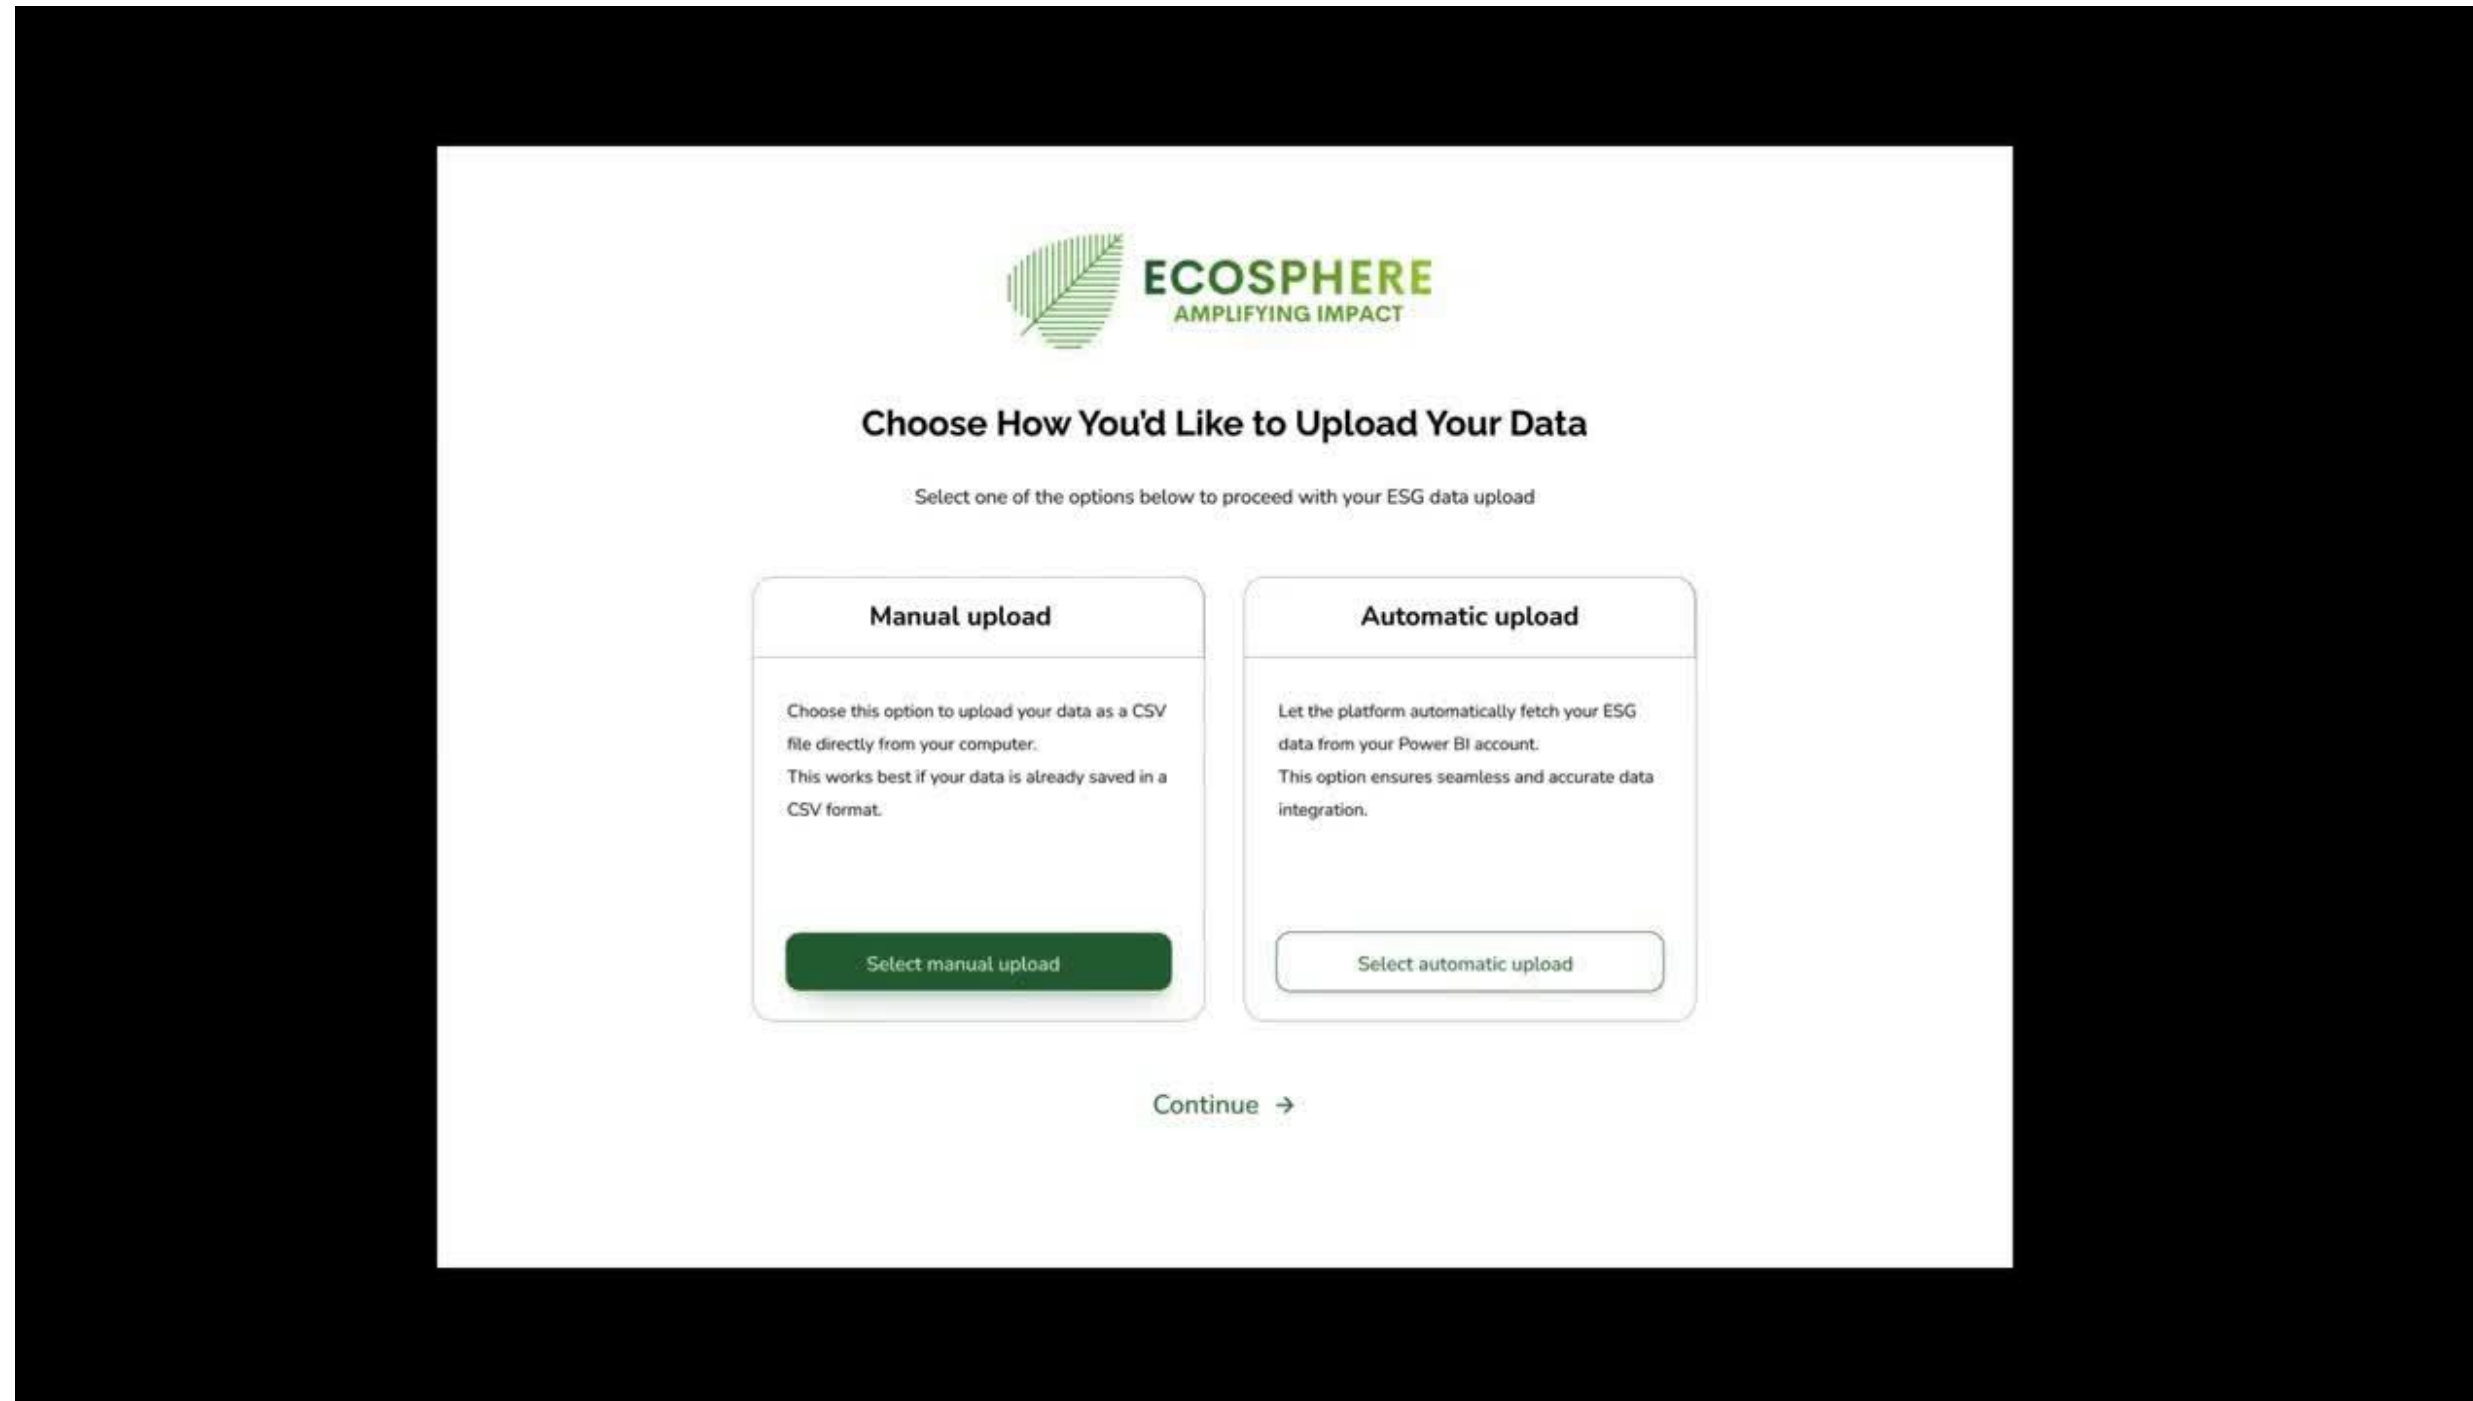 ECOSPHERE
AMPLIFYING IMPACT
Choose How You'd Like to Upload Your Data
Select one of the options below to proceed with your ESG data upload
Manual upload
Choose this option to upload your data as a CSV
file directly from your computer.
This works best if your data is already saved in a
CSV format.
Select manual upload
Automatic upload
Let the platform automatically fetch your ESG
data from your Power BI account.
This option ensures seamless and accurate data
integration.
Select automatic upload
Continue →